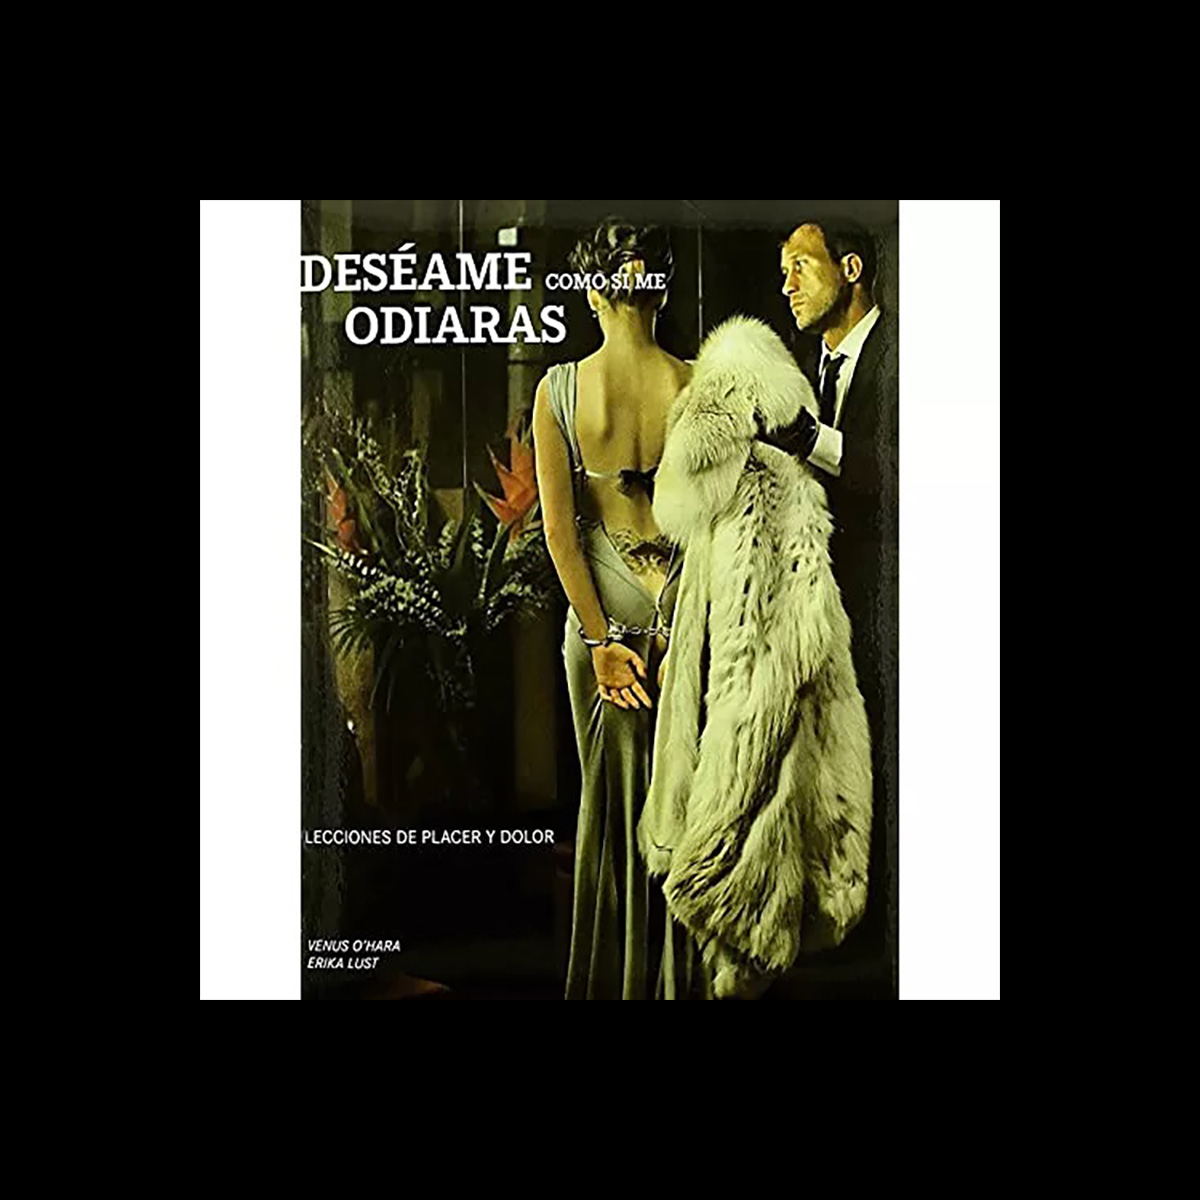 DESÉAME COMO SI ME
ODIARAS
LECCIONES DE PLACER Y DOLOR
VENUS O'HARA
ERIKA LUST